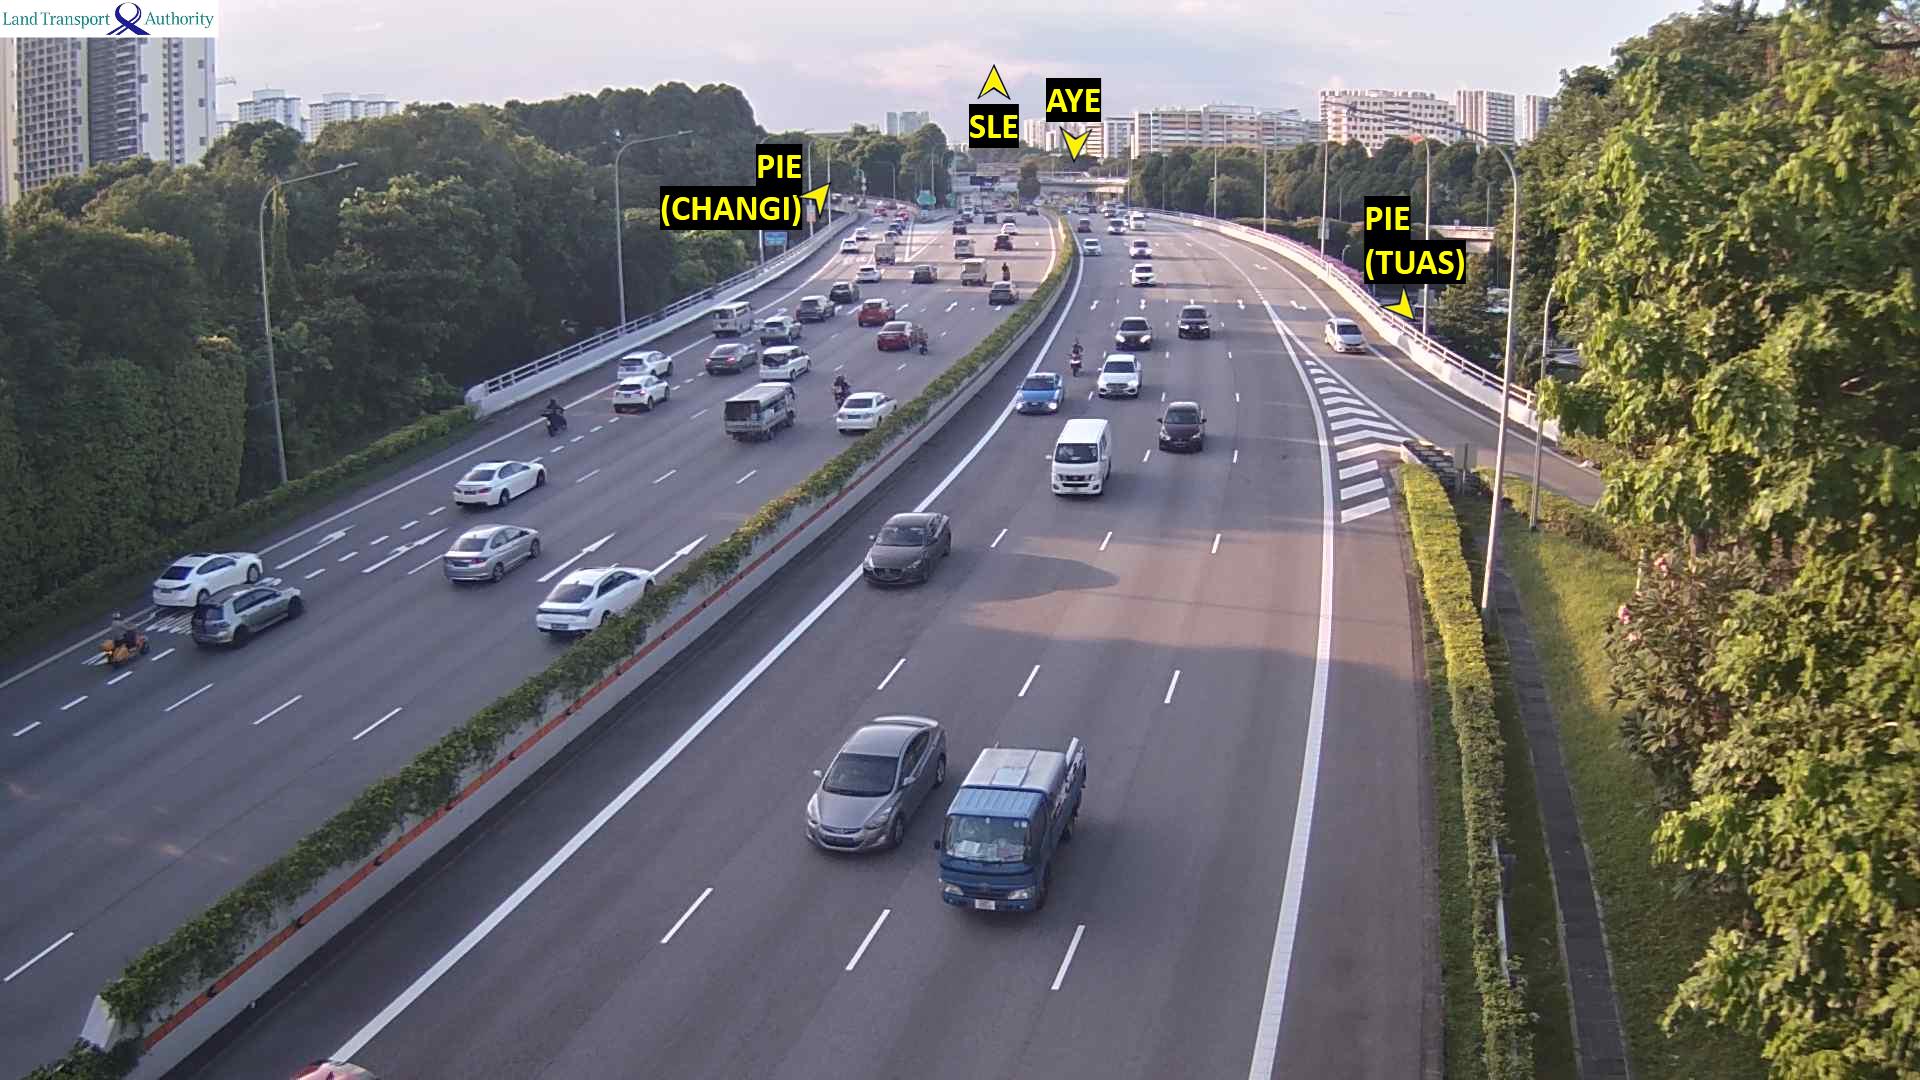 Land Transport Authority
SLE
AYE
PIE
(CHANGI)
PIE
(TUAS)